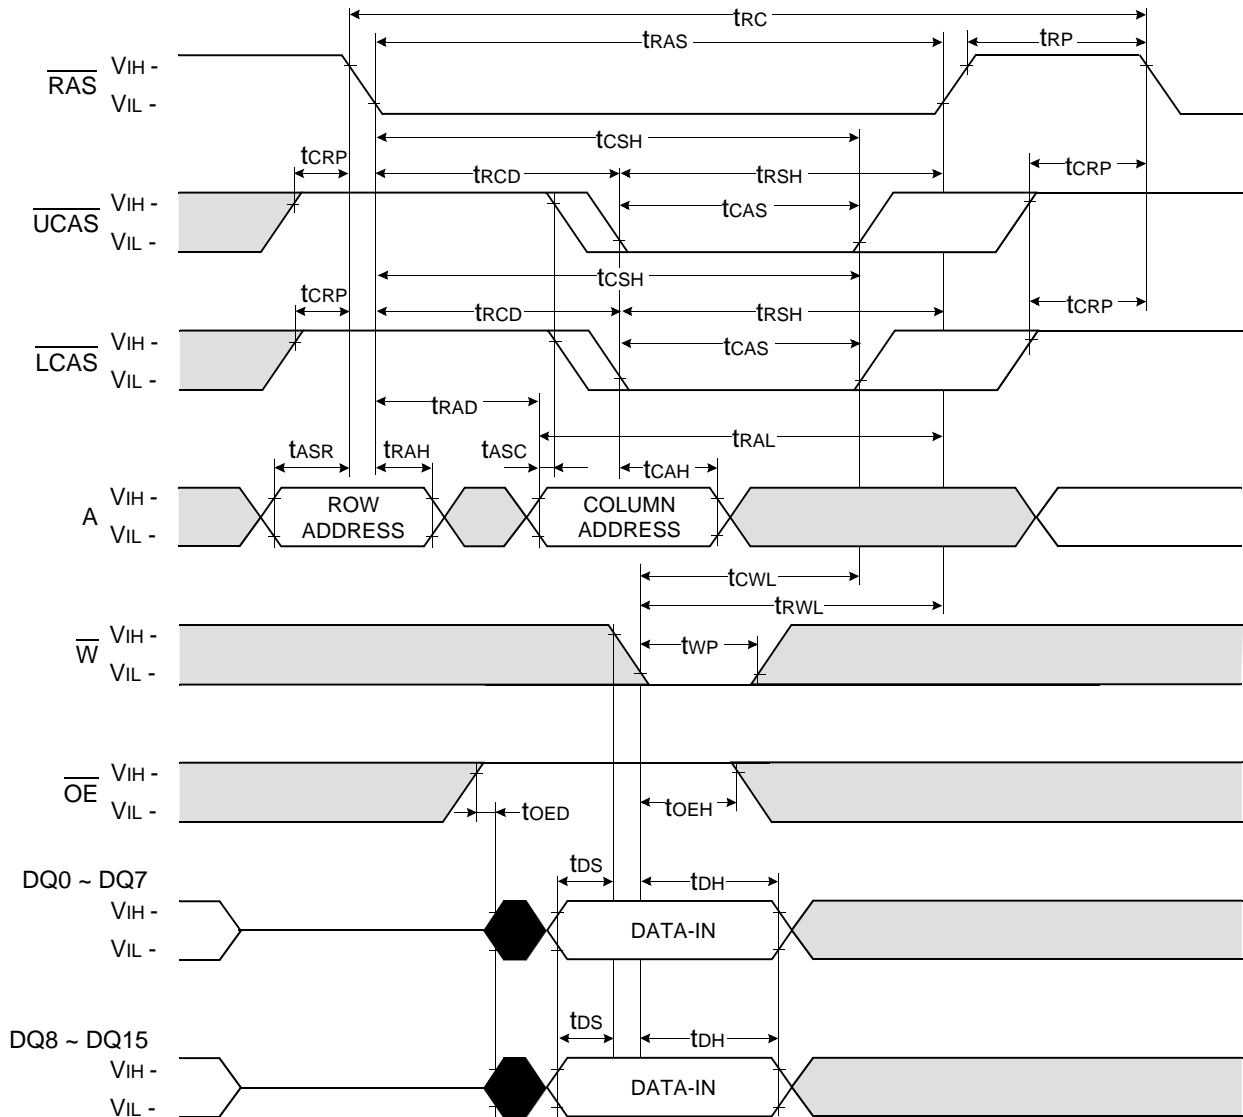 tRC
tRAS tRP
RAS VIH -
VIL -
tCSH
tCRP tRCD tRSH tCRP
UCAS VIH - tCAS
VIL -
tCSH
tCRP tRCD tRSH tCRP
LCAS VIH - tCAS
VIL -
tRAD
tRAL
tASR tRAH tASC tCAH
A VIH - ROW COLUMN
VIL - ADDRESS ADDRESS
tCWL
tRWL
W VIH - tWP
VIL -
OE VIH -
VIL - tOED tOEH
DQ0 ~ DQ7 tDS tDH
VIH -
DATA-IN
VIL -
DQ8 ~ DQ15 tDS tDH
VIH -
DATA-IN
VIL -